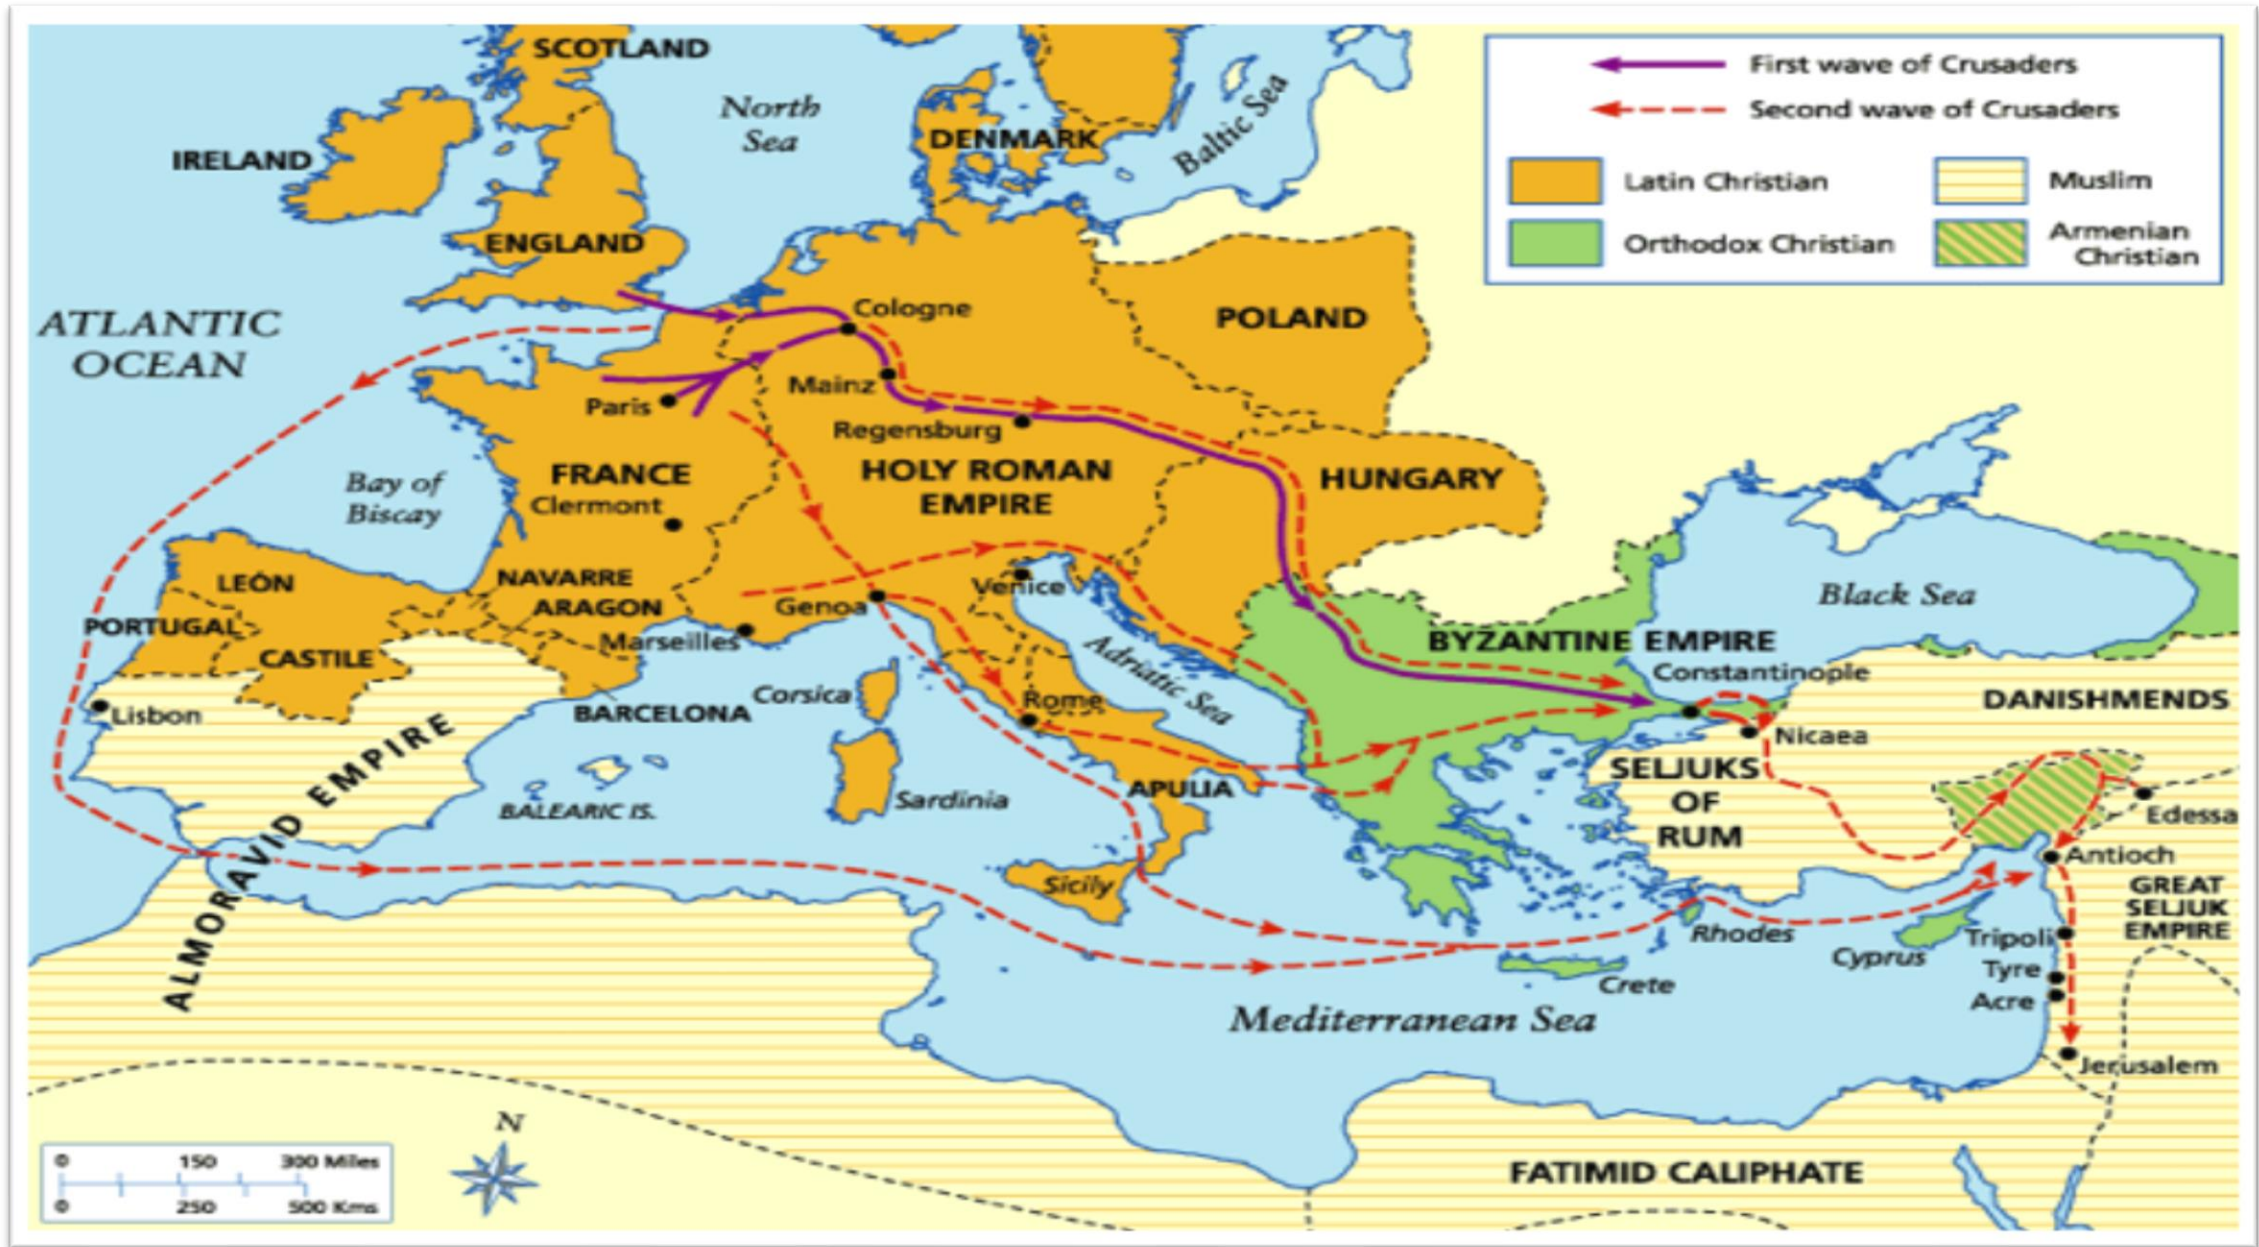 SCOTLAND
North
Sea
DENMARK
Baltic Sea
IRELAND
ENGLAND
First wave of Crusaders
Second wave of Crusaders
Latin Christian
Muslim
Orthodox Christian
Armenian
Christian
ATLANTIC
OCEAN
Cologne
POLAND
Mainz
Paris
Regensburg
FRANCE
Clermont
HOLY ROMAN
EMPIRE
HUNGARY
Bay of
Biscay
LEÓN
NAVARRE
ARAGON
PORTUGAL
CASTILE
Marseilles
Genoa
Venice
Black Sea
BYZANTINE EMPIRE
Constantinople
Adriatic Sea
Corsica
Rome
Lisbon
BARCELONA
DANISHMENDS
Nicaea
ALMORAVID EMPIRE
BALEARIC IS.
Sardinia
APULIA
SELJUKS
OF
RUM
Edessa
Antioch
Sicily
GREAT
SELJUK
EMPIRE
Rhodes
Cyprus
Tripoli
Tyre
Acre
Crete
Mediterranean Sea
Jerusalem
N
0 150 300 Miles
0 250 500 Kms
FATIMID CALIPHATE